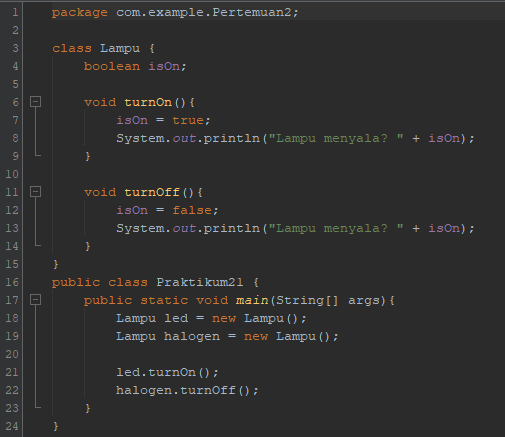 1 package com.example.Pertemuan2;
2
3 class Lampu {
4     boolean isOn;
5
6     void turnOn(){
7         isOn = true;
8         System.out.println("Lampu menyala? " + isOn);
9     }
10
11     void turnOff(){
12         isOn = false;
13         System.out.println("Lampu menyala? " + isOn);
14     }
15 }
16 public class Praktikum21 {
17     public static void main(String[] args){
18         Lampu led = new Lampu();
19         Lampu halogen = new Lampu();
20
21         led.turnOn();
22         halogen.turnOff();
23     }
24 }